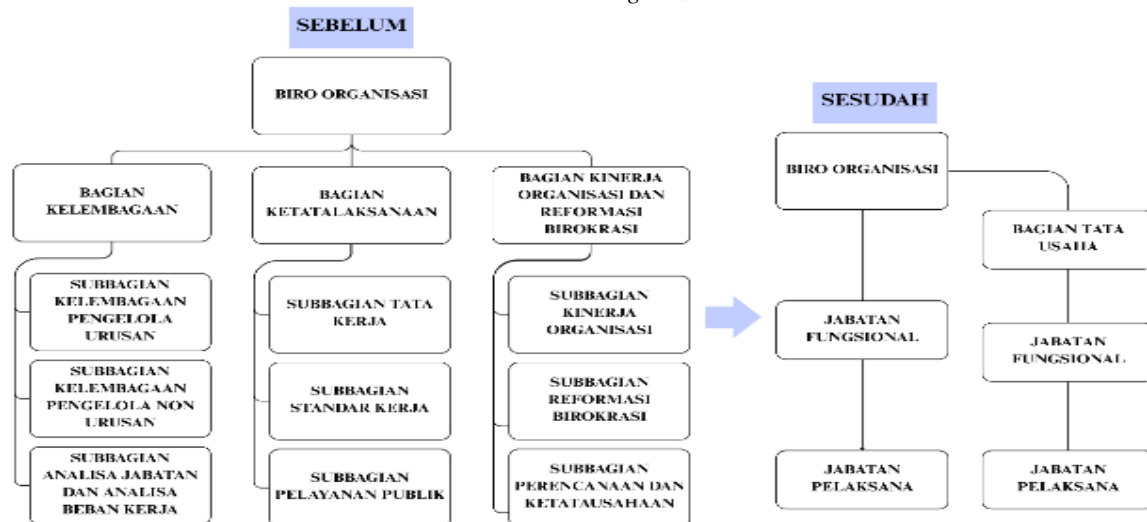 SEBELUM
BIRO ORGANISASI
BAGIAN
KELEMBAGAAN
BAGIAN
KETATALAKSANAAN
BAGIAN KINERJA
ORGANISASI DAN
REFORMASI
BIROKRASI
SUBBAGIAN
KELEMBAGAAN
PENGELOLA
URUSAN
SUBBAGIAN
KELEMBAGAAN
PENGELOLA NON
URUSAN
SUBBAGIAN
ANALISA JABATAN
DAN ANALISA
BEBAN KERJA
SUBBAGIAN TATA
KERJA
SUBBAGIAN
STANDAR KERJA
SUBBAGIAN
PELAYANAN PUBLIK
SUBBAGIAN
KINERJA
ORGANISASI
SUBBAGIAN
REFORMASI
BIROKRASI
SUBBAGIAN
PERENCANAAN DAN
KETATAUSAHAAN
SESUDAH
BIRO ORGANISASI
JABATAN
FUNGSIONAL
JABATAN
PELAKSANA
BAGIAN TATA
USAHA
JABATAN
FUNGSIONAL
JABATAN
PELAKSANA